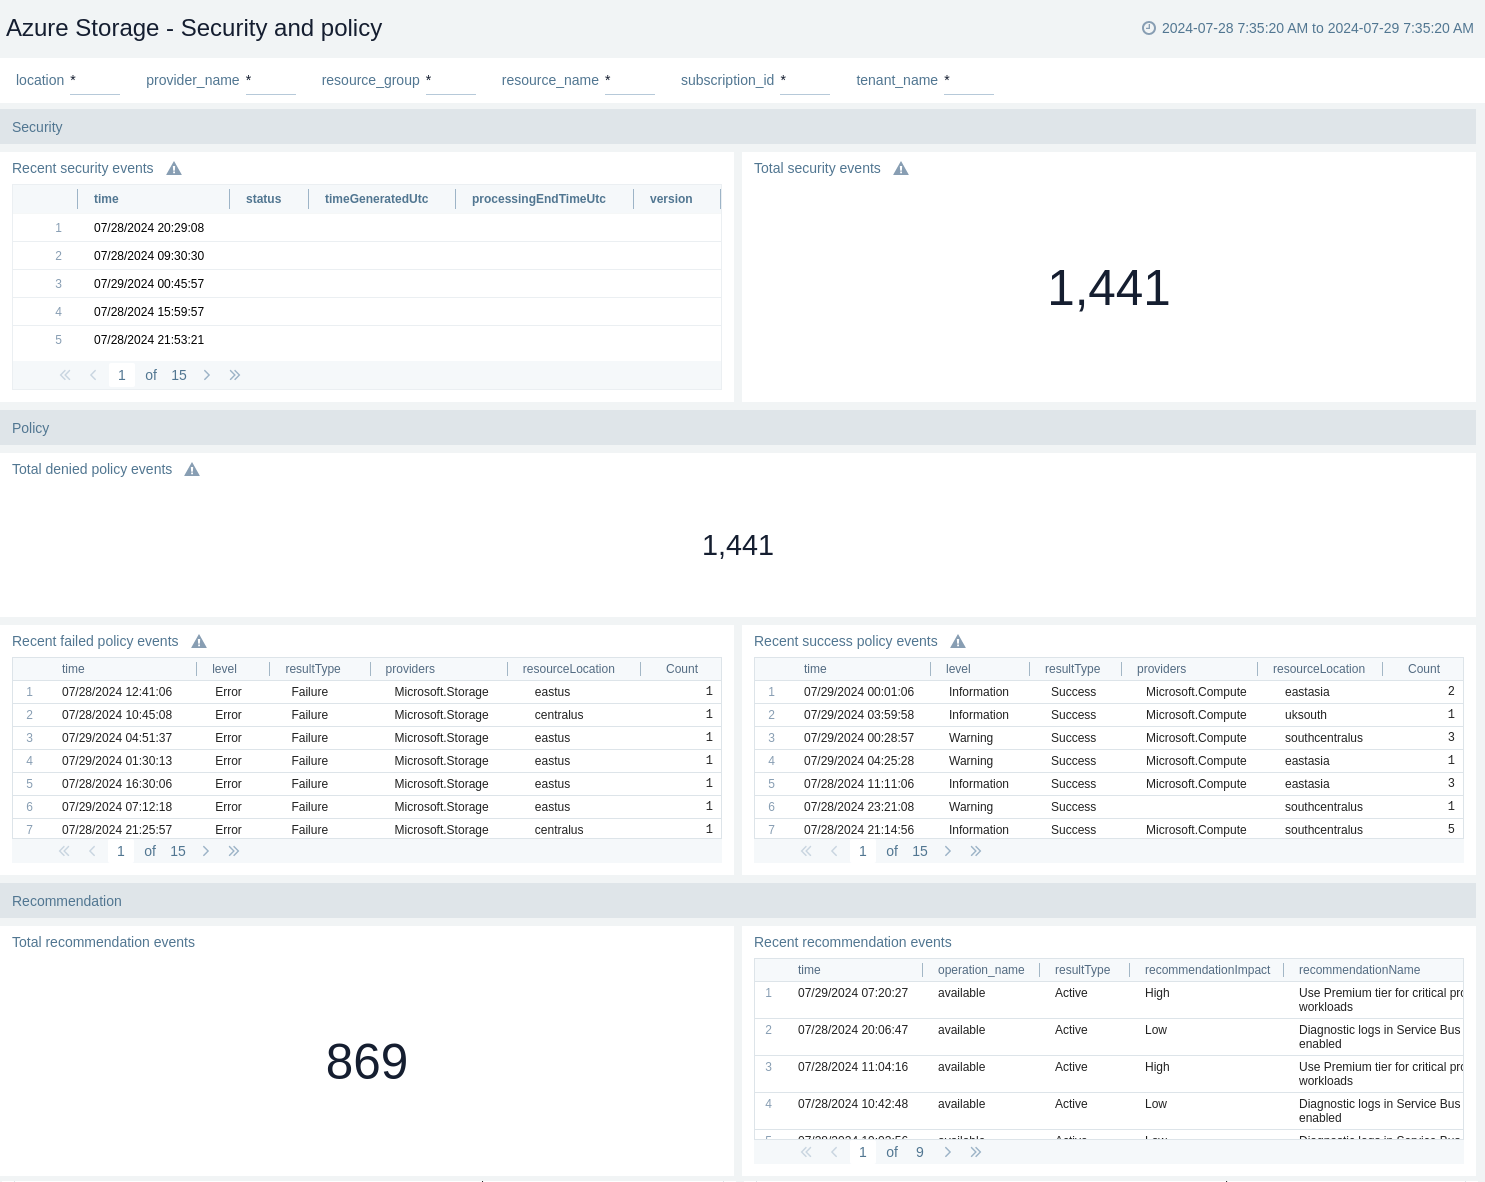 Azure Storage - Security and policy
2024-07-28 7:35:20 AM to 2024-07-29 7:35:20 AM
location * provider_name * resource_group * resource_name * subscription_id * tenant_name *
Security
Recent security events
time status timeGeneratedUtc processingEndTimeUtc version
1 07/28/2024 20:29:08
2 07/28/2024 09:30:30
3 07/29/2024 00:45:57
4 07/28/2024 15:59:57
5 07/28/2024 21:53:21
1 of 15
Total security events
1,441
Policy
Total denied policy events
1,441
Recent failed policy events
time level resultType providers resourceLocation Count
1 07/28/2024 12:41:06 Error Failure Microsoft.Storage eastus 1
2 07/28/2024 10:45:08 Error Failure Microsoft.Storage centralus 1
3 07/29/2024 04:51:37 Error Failure Microsoft.Storage eastus 1
4 07/29/2024 01:30:13 Error Failure Microsoft.Storage eastus 1
5 07/28/2024 16:30:06 Error Failure Microsoft.Storage eastus 1
6 07/29/2024 07:12:18 Error Failure Microsoft.Storage eastus 1
7 07/28/2024 21:25:57 Error Failure Microsoft.Storage centralus 1
1 of 15
Recent success policy events
time level resultType providers resourceLocation Count
1 07/29/2024 00:01:06 Information Success Microsoft.Compute eastasia 2
2 07/29/2024 03:59:58 Information Success Microsoft.Compute uksouth 1
3 07/29/2024 00:28:57 Warning Success Microsoft.Compute southcentralus 3
4 07/29/2024 04:25:28 Warning Success Microsoft.Compute eastasia 1
5 07/28/2024 11:11:06 Information Success Microsoft.Compute eastasia 3
6 07/28/2024 23:21:08 Warning Success southcentralus 1
7 07/28/2024 21:14:56 Information Success Microsoft.Compute southcentralus 5
1 of 15
Recommendation
Total recommendation events
869
Recent recommendation events
time operation_name resultType recommendationImpact recommendationName
1 07/29/2024 07:20:27 available Active High Use Premium tier for critical
workloads
2 07/28/2024 20:06:47 available Active Low Diagnostic logs in Service Bus
enabled
3 07/28/2024 11:04:16 available Active High Use Premium tier for critical
workloads
4 07/28/2024 10:42:48 available Active Low Diagnostic logs in Service Bus
enabled
1 of 9